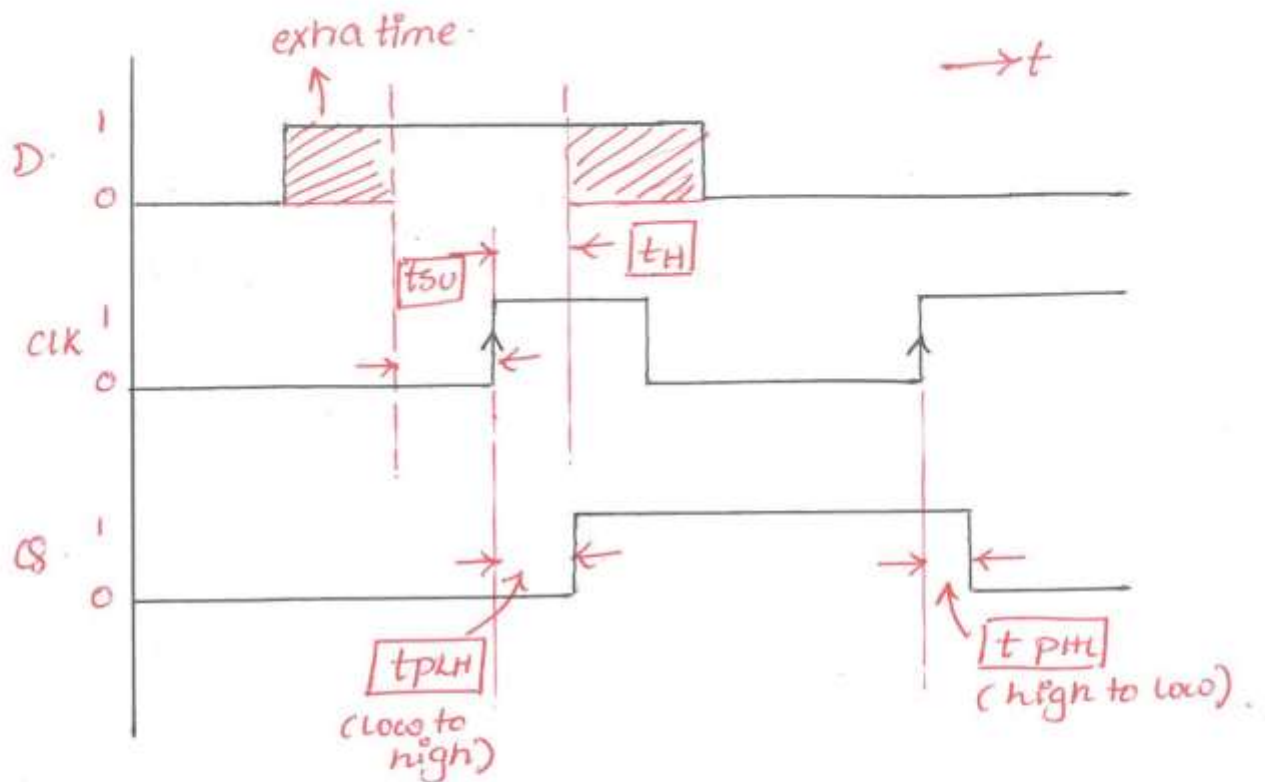 extra time.
→ t
1
D.
0
tH
tSU
1
CLK
0
1
Q.
0
tPLH
(Low to
high)
t PHL
(high to low).